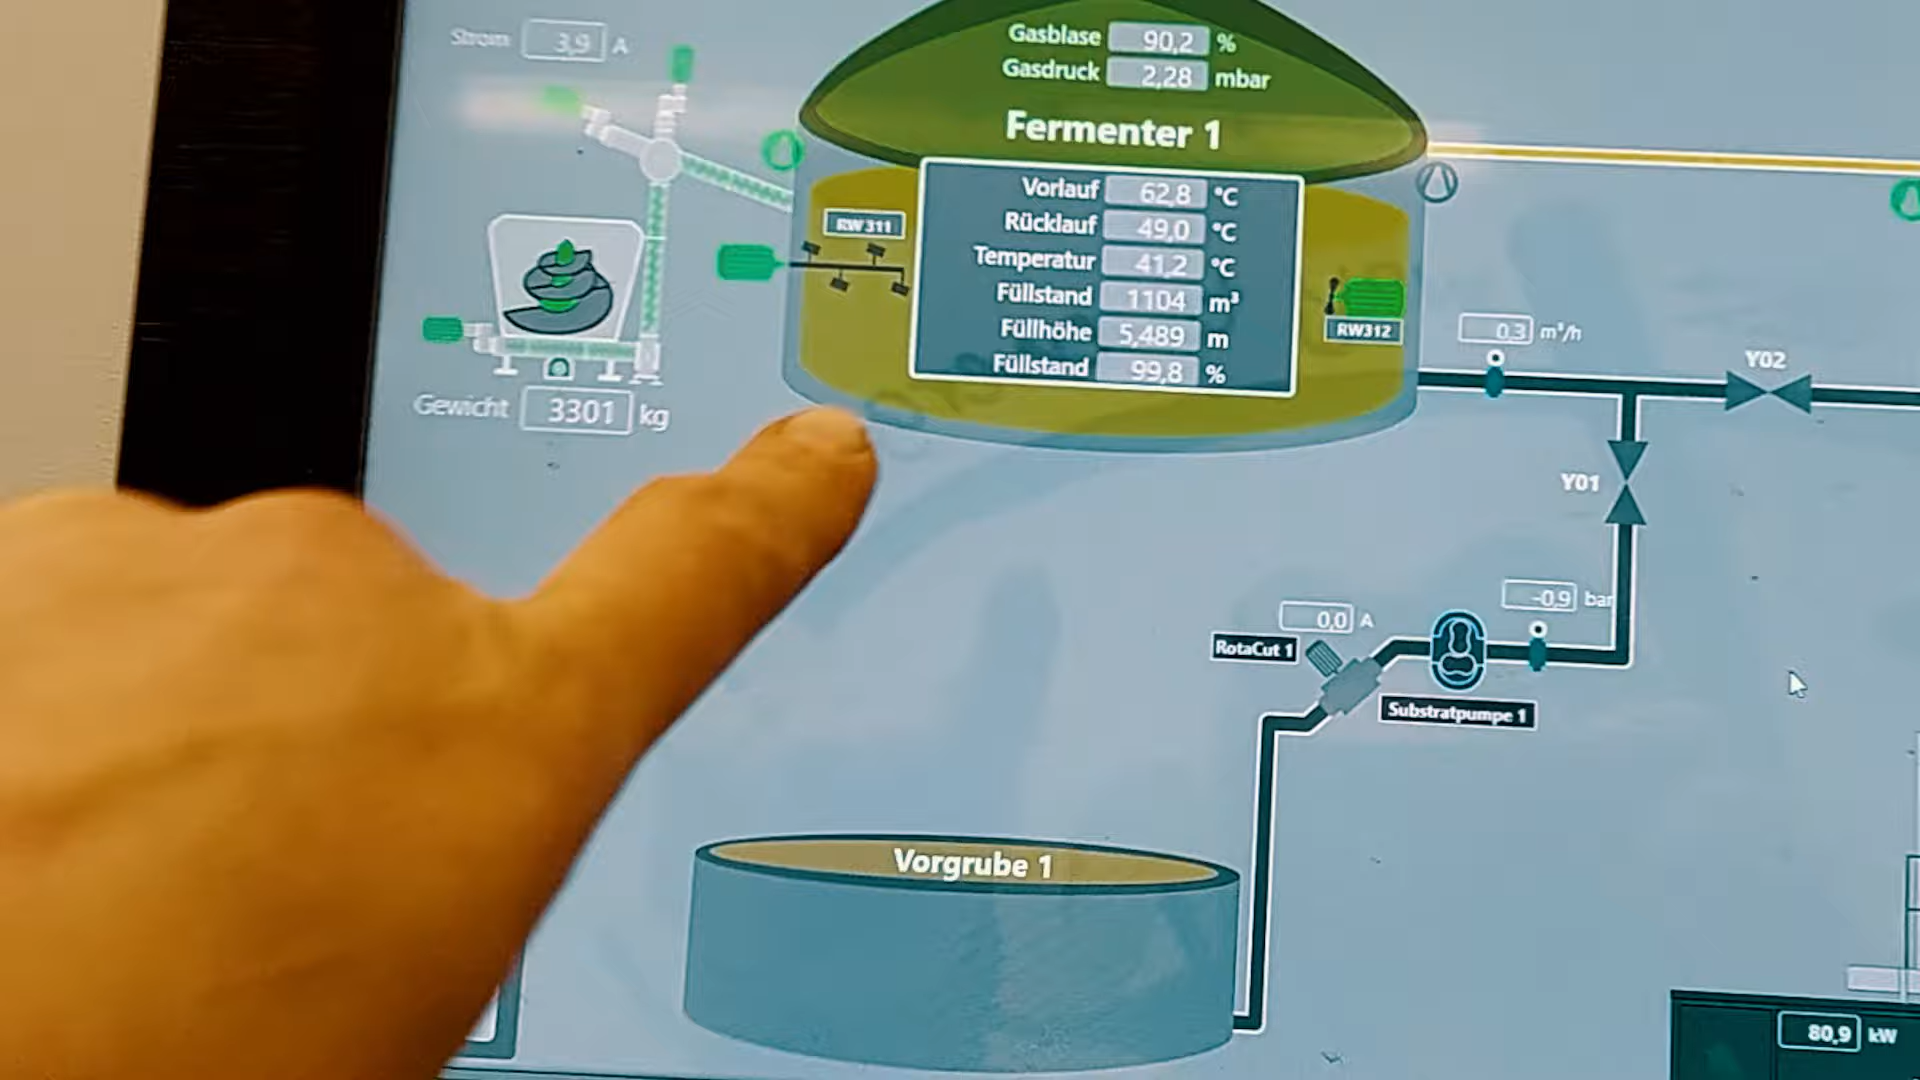 Strom 3,9 A
Gasblase 90,2 %
Gasdruck 2,28 mbar
Fermenter 1
Vorlauf 62,8 °C
Rücklauf 49,0 °C
Temperatur 41,2 °C
Füllstand 1104 m³
Füllhöhe 5,489 m
Füllstand 99,8 %
RW 311
RW312
Gewicht 3301 kg
0,3 m³/h
Y02
Y01
-0,9 bar
0,0 A
RotaCut 1
Substratpumpe 1
Vorgrube 1
80,9 kW